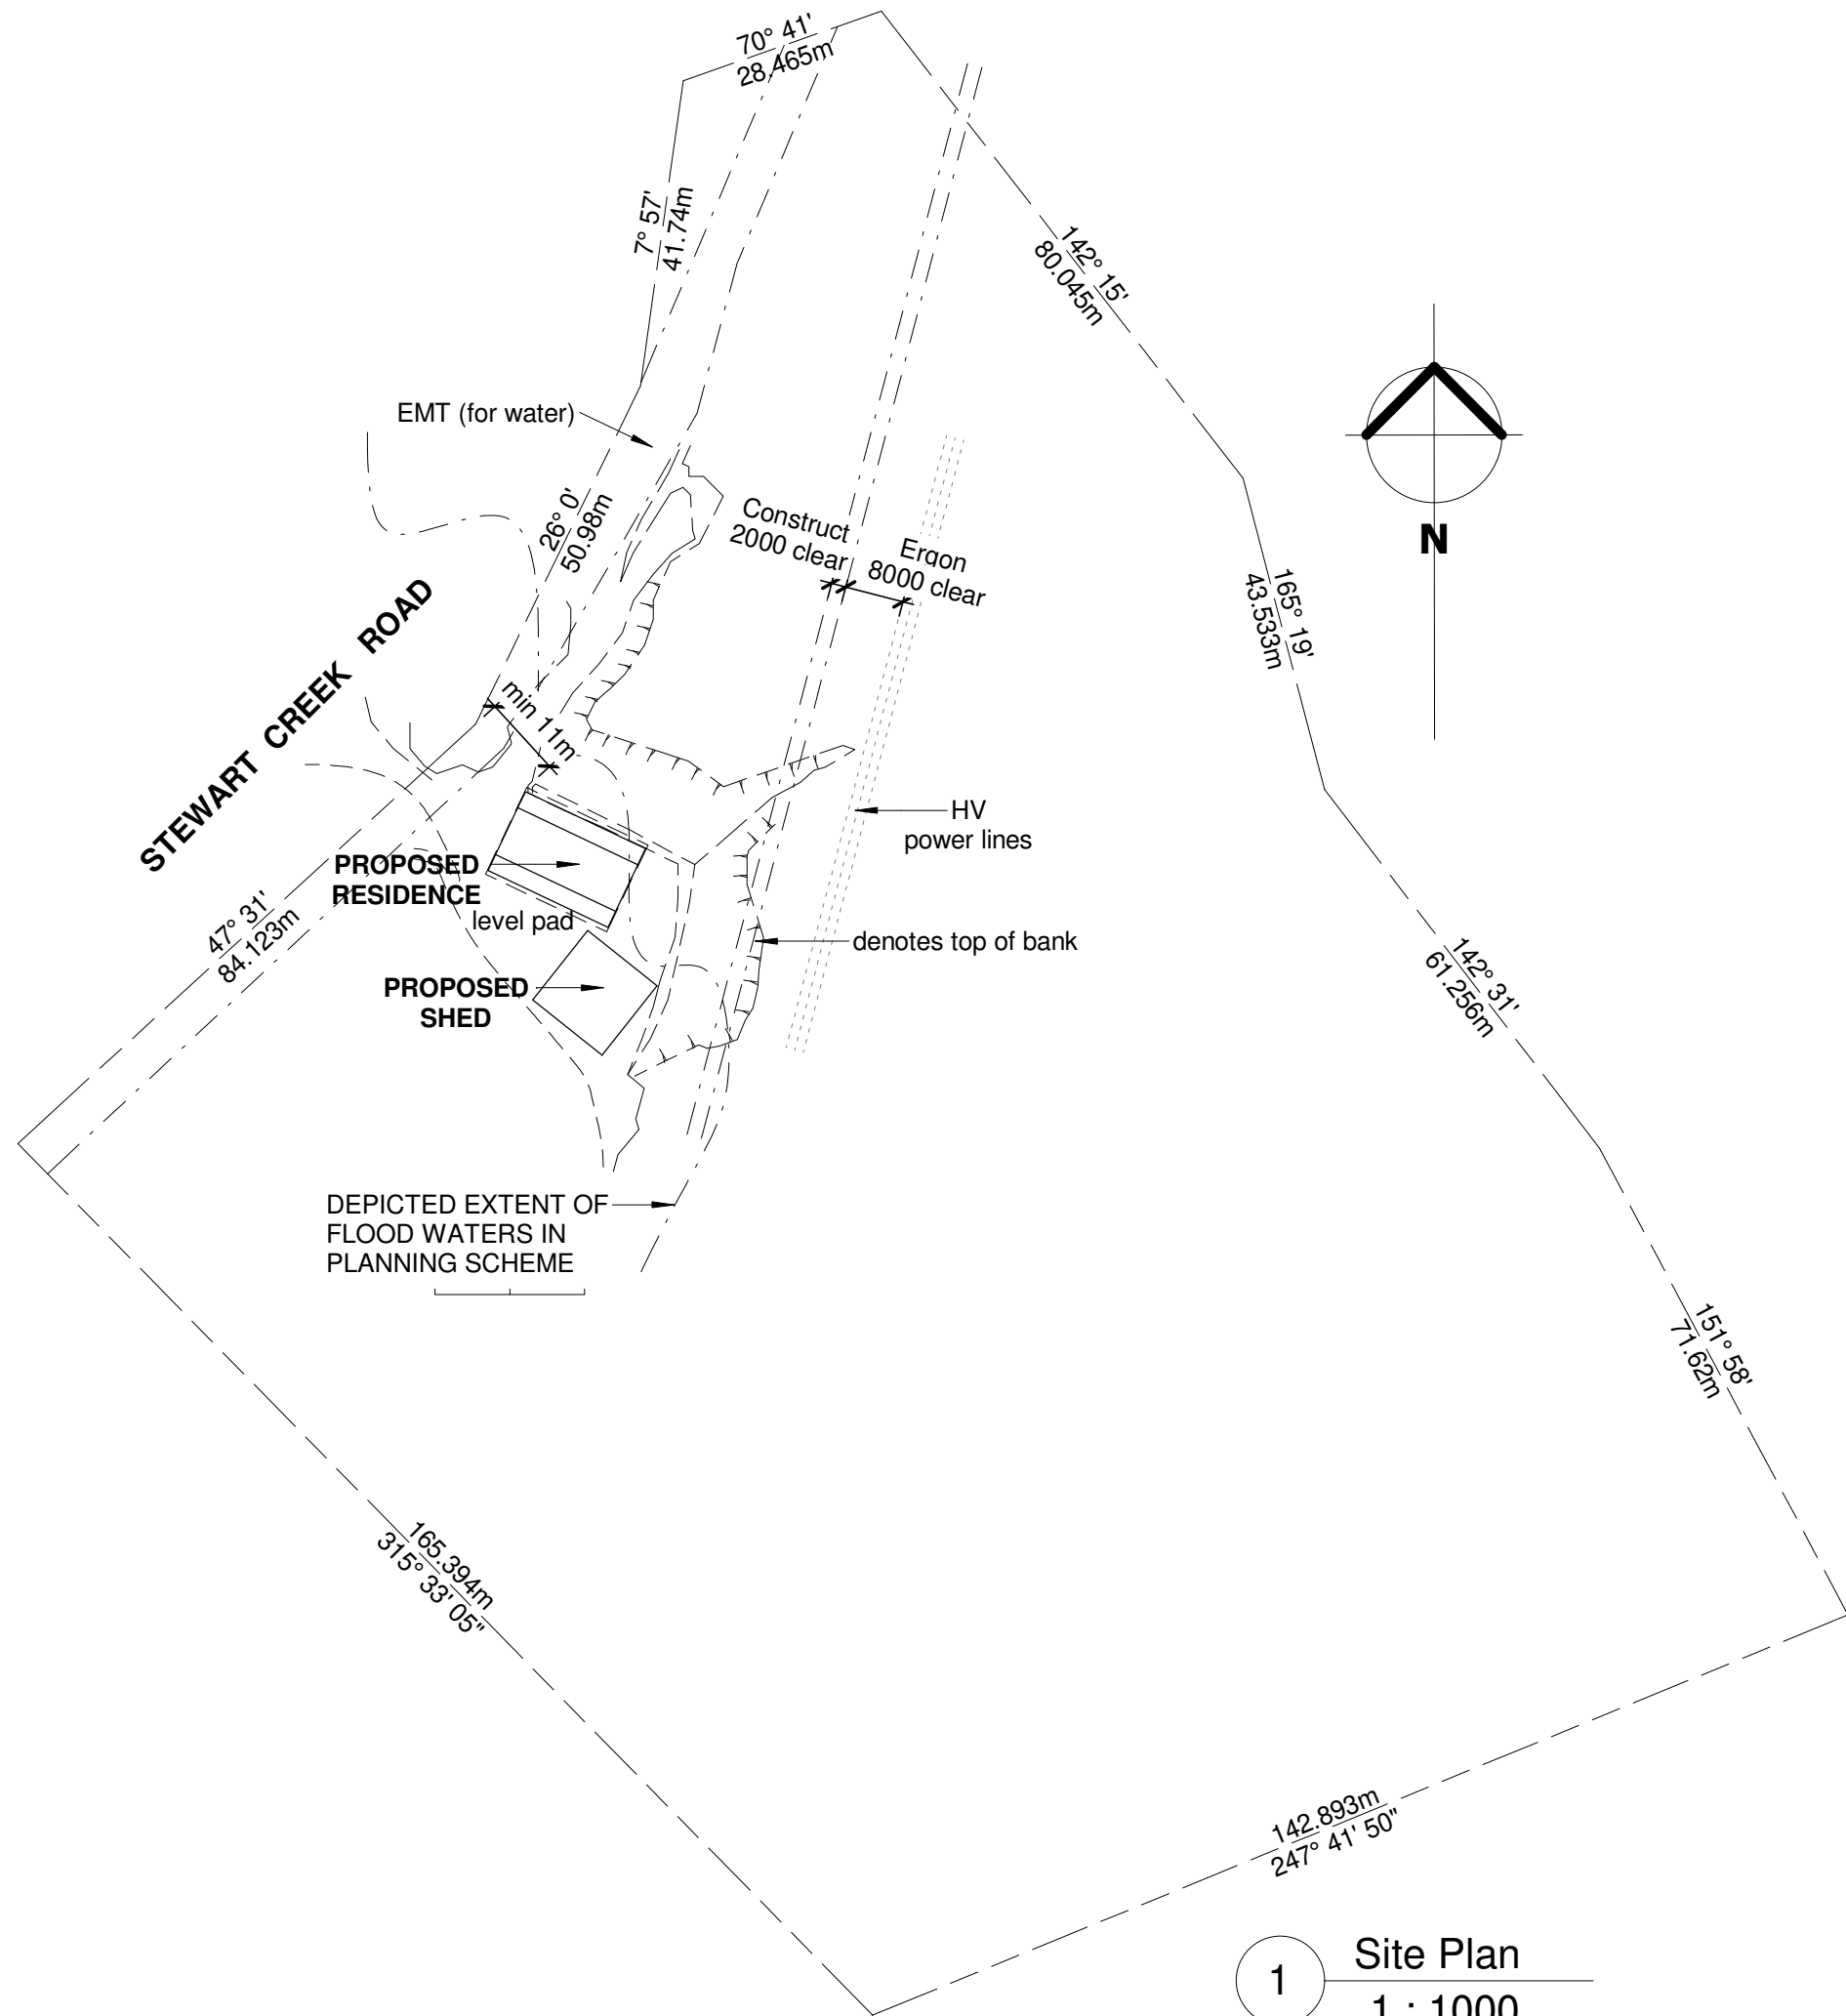 70° 41'
28.465m
7° 57'
41.74m
142° 15'
80.045m
EMT (for water)
26° 0'
50.98m
Construct
2000 clear
Ergon
8000 clear
N
165° 19'
43.533m
STEWART CREEK ROAD
min 11m
HV
power lines
PROPOSED
RESIDENCE
level pad
47° 31'
84.123m
denotes top of bank
PROPOSED
SHED
142° 31'
61.256m
DEPICTED EXTENT OF
FLOOD WATERS IN
PLANNING SCHEME
151° 58'
71.62m
165.394m
315° 33' 05"
142.893m
247° 41' 50"
1
Site Plan
1 : 1000